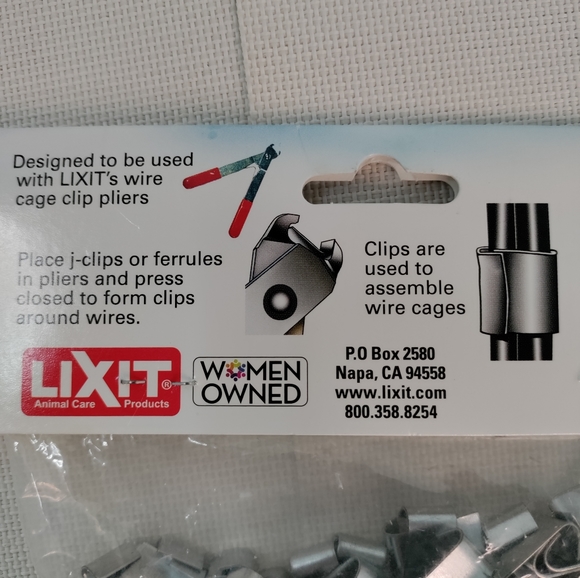 Designed to be used
with LIXIT's wire
cage clip pliers
Place j-clips or ferrules
in pliers and press
closed to form clips
around wires.
Clips are
used to
assemble
wire cages
LIXIT®
Animal Care Products
WOMEN
OWNED
P.O Box 2580
Napa, CA 94558
www.lixit.com
800.358.8254